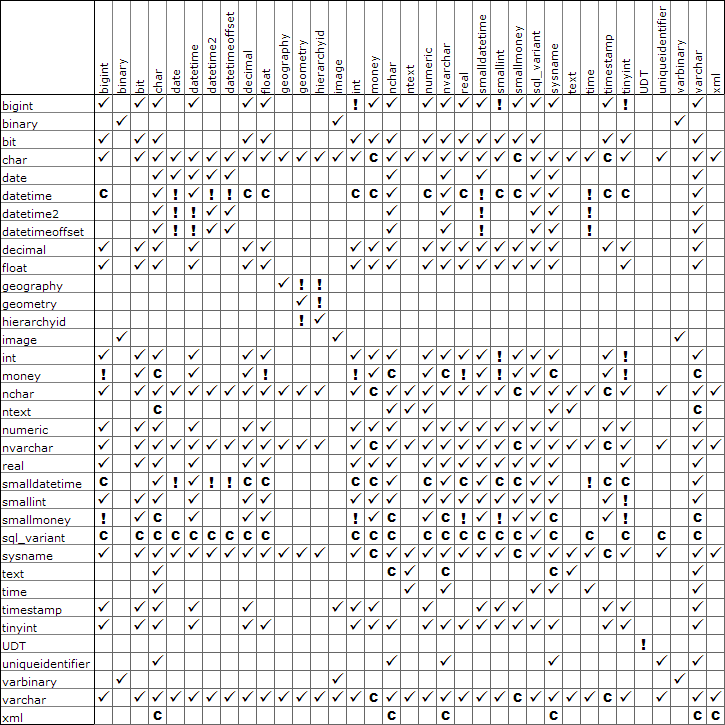 bigint binary bit char date datetime datetime2 datetimeoffset decimal float geography geometry hierarchyid image int money nchar ntext numeric nvarchar real smalldatetime smallint smallmoney sql_variant sysname text time timestamp tinyint UDT uniqueidentifier varbinary varchar xml
bigint ✓ ✓ ✓ ✓ ✓ ✓ ! ✓ ✓ ✓ ✓ ✓ ✓ ! ✓ ✓ ✓ ✓ ! ✓
binary ✓ ✓ ✓
bit ✓ ✓ ✓ ✓ ✓ ✓ ✓ ✓ ✓ ✓ ✓ ✓ ✓ ✓ ✓ ✓ ✓ ✓
char ✓ ✓ ✓ ✓ ✓ ✓ ✓ ✓ ✓ ✓ ✓ ✓ ✓ ✓ C ✓ ✓ ✓ ✓ ✓ ✓ ✓ C ✓ ✓ ✓ ✓ C ✓ ✓ ✓ ✓
date ✓ ✓ ✓ ✓ ✓ ✓ ✓ ✓ ✓ ✓ ✓
datetime C ✓ ! ✓ ! ! C C C C ✓ C ✓ C ! C C ✓ ✓ ! C C ✓
datetime2 ✓ ! ! ✓ ✓ ✓ ✓ ! ✓ ✓ ! ✓
datetimeoffset ✓ ! ! ✓ ✓ ✓ ✓ ! ✓ ✓ ! ✓
decimal ✓ ✓ ✓ ✓ ✓ ✓ ✓ ✓ ✓ ✓ ✓ ✓ ✓ ✓ ✓ ✓ ✓ ✓ ✓ ✓
float ✓ ✓ ✓ ✓ ✓ ✓ ✓ ✓ ✓ ✓ ✓ ✓ ✓ ✓ ✓ ✓ ✓ ✓ ✓
geography ✓ ! !
geometry ✓ !
hierarchyid ! ✓
image ✓ ✓ ✓
int ✓ ✓ ✓ ✓ ✓ ✓ ✓ ✓ ✓ ✓ ✓ ✓ ✓ ! ✓ ✓ ✓ ✓ ! ✓
money ! ✓ C ✓ ✓ ! ! ✓ C ✓ C ! ✓ ! ✓ ✓ C ✓ ! C
nchar ✓ ✓ ✓ ✓ ✓ ✓ ✓ ✓ ✓ ✓ ✓ ✓ ✓ C ✓ ✓ ✓ ✓ ✓ ✓ ✓ C ✓ ✓ ✓ ✓ C ✓ ✓ ✓ ✓
ntext C ✓ ✓ ✓ ✓ ✓ C
numeric ✓ ✓ ✓ ✓ ✓ ✓ ✓ ✓ ✓ ✓ ✓ ✓ ✓ ✓ ✓ ✓ ✓ ✓ ✓ ✓
nvarchar ✓ ✓ ✓ ✓ ✓ ✓ ✓ ✓ ✓ ✓ ✓ ✓ ✓ C ✓ ✓ ✓ ✓ ✓ ✓ ✓ C ✓ ✓ ✓ ✓ C ✓ ✓ ✓ ✓
real ✓ ✓ ✓ ✓ ✓ ✓ ✓ ✓ ✓ ✓ ✓ ✓ ✓ ✓ ✓ ✓ ✓ ✓ ✓
smalldatetime C ✓ ! ✓ ! ! C C C C ✓ C ✓ C ✓ C C ✓ ✓ ! C C ✓
smallint ✓ ✓ ✓ ✓ ✓ ✓ ✓ ✓ ✓ ✓ ✓ ✓ ✓ ✓ ✓ ✓ ✓ ✓ ! ✓
smallmoney ! ✓ C ✓ ✓ ✓ ! ✓ C ✓ C ! ✓ ! ✓ ✓ C ✓ ! C
sql_variant C C C C C C C C C C C C C C C C C C ✓ C C C C C
sysname ✓ ✓ ✓ ✓ ✓ ✓ ✓ ✓ ✓ ✓ ✓ ✓ ✓ C ✓ ✓ ✓ ✓ ✓ ✓ ✓ C ✓ ✓ ✓ ✓ C ✓ ✓ ✓ ✓
text ✓ C ✓ C C ✓ ✓
time ✓ ✓ ✓ ✓ ✓ ✓ ✓
timestamp ✓ ✓ ✓ ✓ ✓ ✓ ✓ ✓ ✓ ✓ ✓ ✓ ✓ ✓ ✓
tinyint ✓ ✓ ✓ ✓ ✓ ✓ ✓ ✓ ✓ ✓ ✓ ✓ ✓ ✓ ✓ ✓ ✓ ✓ ✓ ✓
UDT !
uniqueidentifier ✓ ✓ ✓ ✓ ✓ ✓
varbinary ✓ ✓ ✓
varchar ✓ ✓ ✓ ✓ ✓ ✓ ✓ ✓ ✓ ✓ ✓ ✓ ✓ ✓ C ✓ ✓ ✓ ✓ ✓ ✓ ✓ C ✓ ✓ ✓ ✓ C ✓ ✓ ✓ ✓
xml C C C C C C